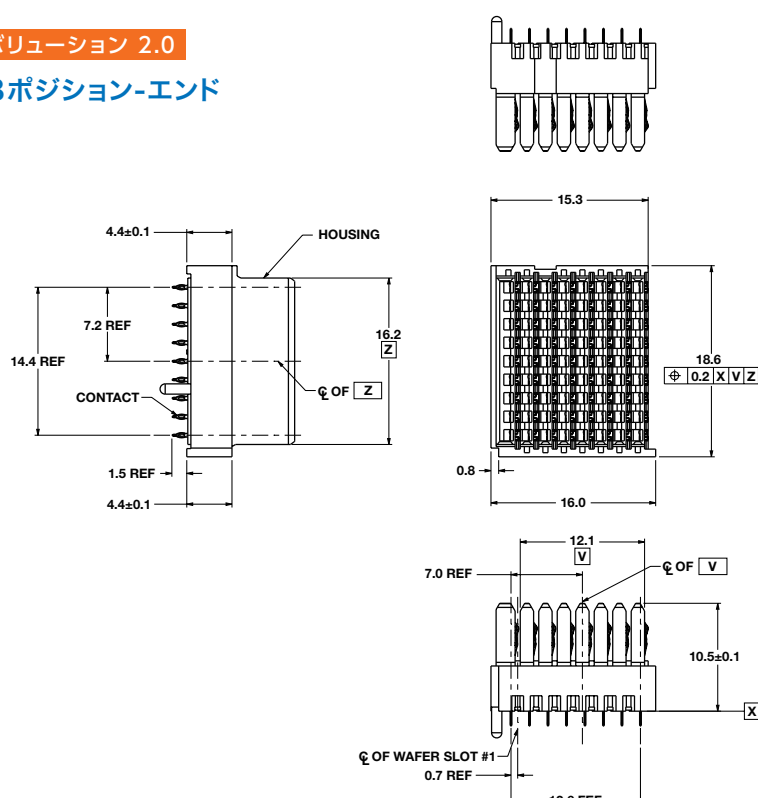 ボリューション 2.0
ポジション-エンド
15.3
4.4±0.1
HOUSING
7.2 REF
16.2
Z
14.4 REF
18.6
⌖ 0.2 X V Z
CONTACT
℄ OF Z
1.5 REF
0.8
4.4±0.1
16.0
12.1
V
7.0 REF
℄ OF V
10.5±0.1
X
℄ OF WAFER SLOT #1
0.7 REF